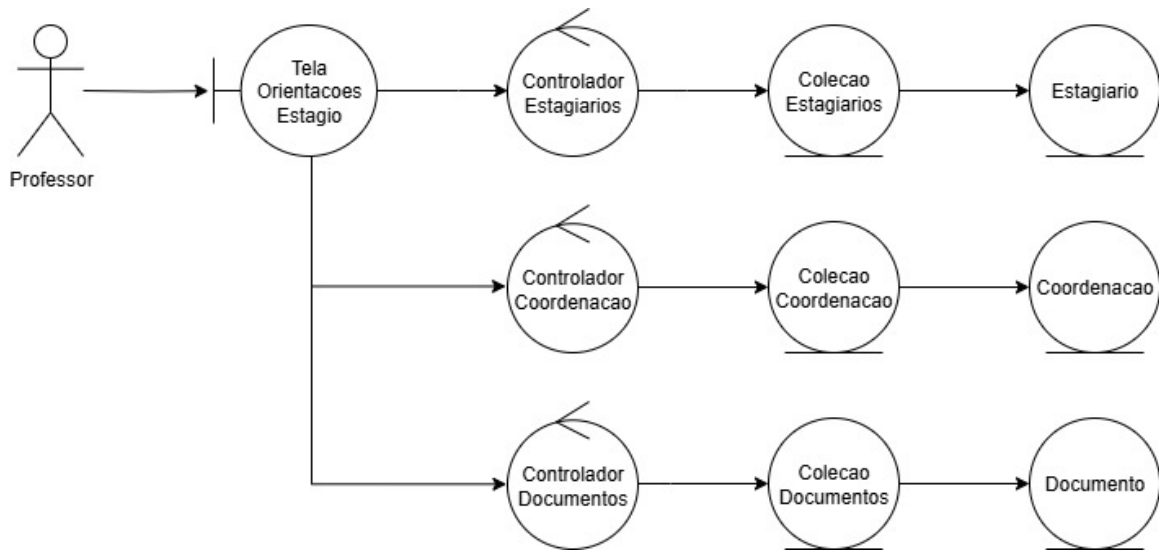 Tela
Orientacoes
Estagio
Controlador
Estagiarios
Colecao
Estagiarios
Estagiario
Professor
Controlador
Coordenacao
Colecao
Coordenacao
Coordenacao
Controlador
Documentos
Colecao
Documentos
Documento